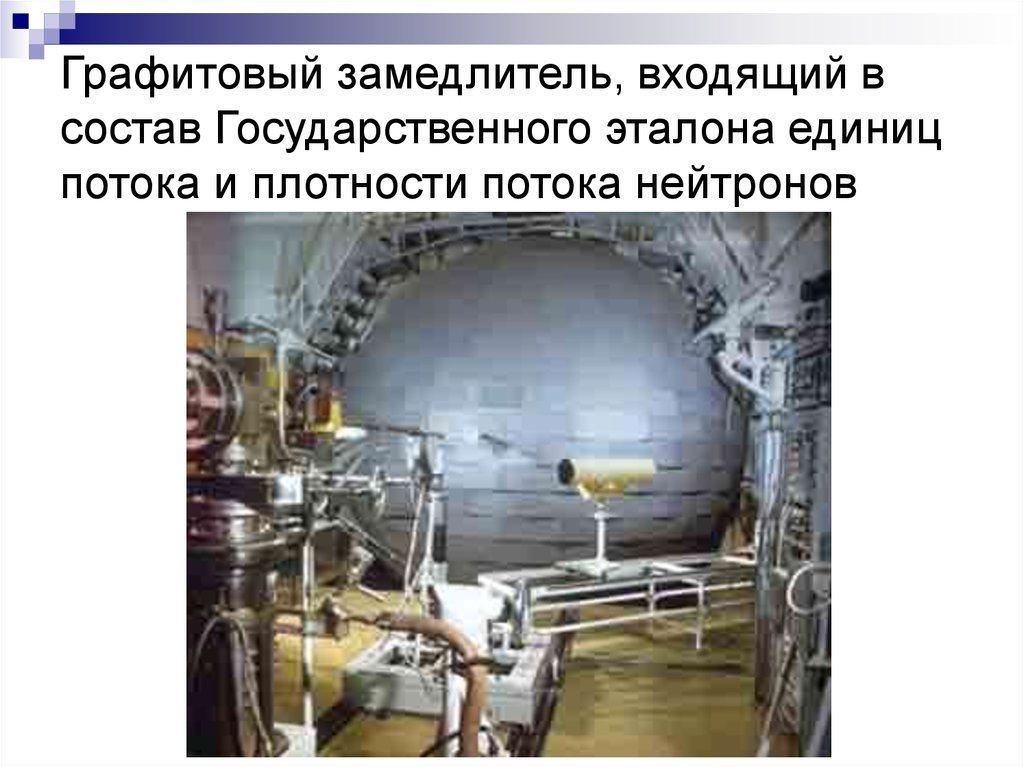 Графитовый замедлитель, входящий в
состав Государственного эталона единиц
потока и плотности потока нейтронов